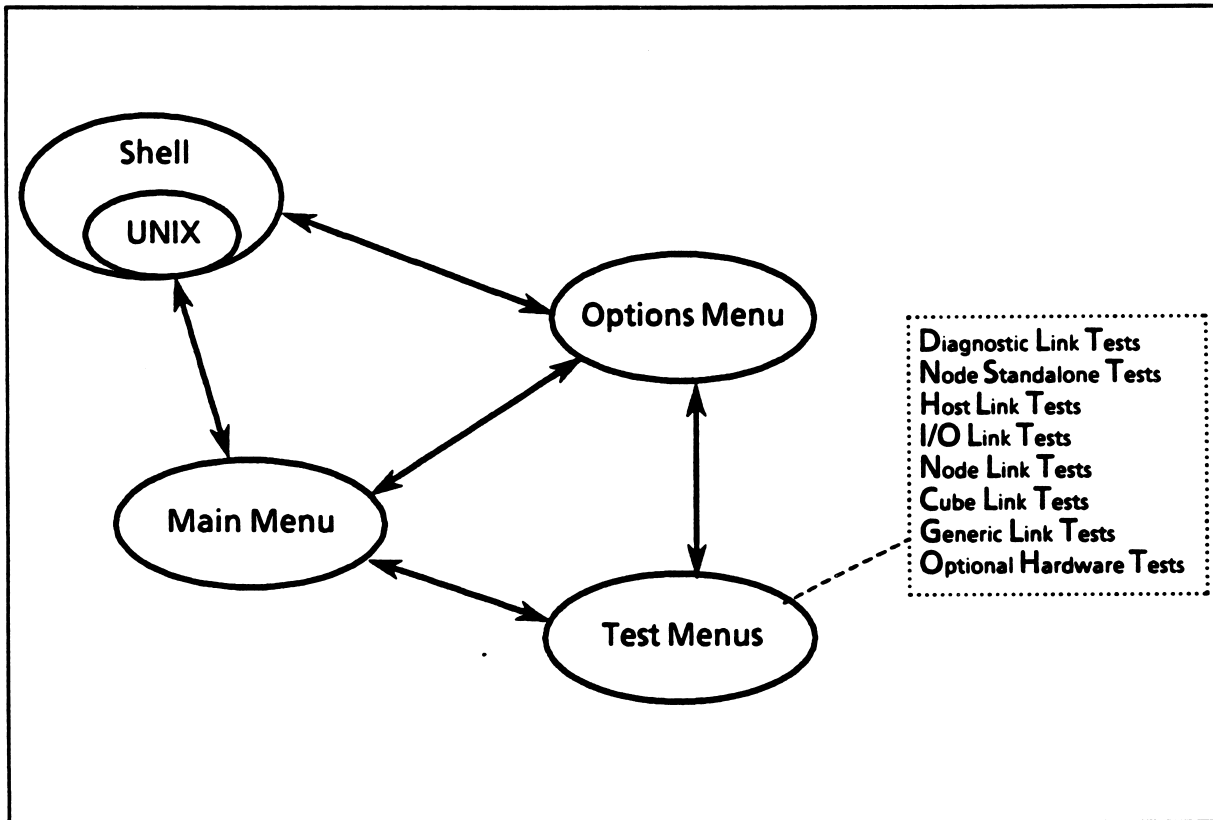 Shell
UNIX
Options Menu
Main Menu
Test Menus
Diagnostic Link Tests
Node Standalone Tests
Host Link Tests
I/O Link Tests
Node Link Tests
Cube Link Tests
Generic Link Tests
Optional Hardware Tests